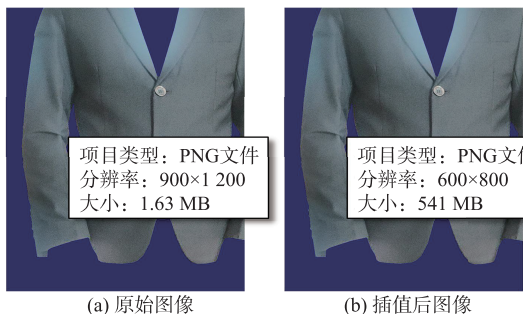 项目类型：PNG文件
分辨率：900×1 200
大小：1.63 MB
项目类型：PNG文
分辨率：600×800
大小：541 MB
(a) 原始图像
(b) 插值后图像